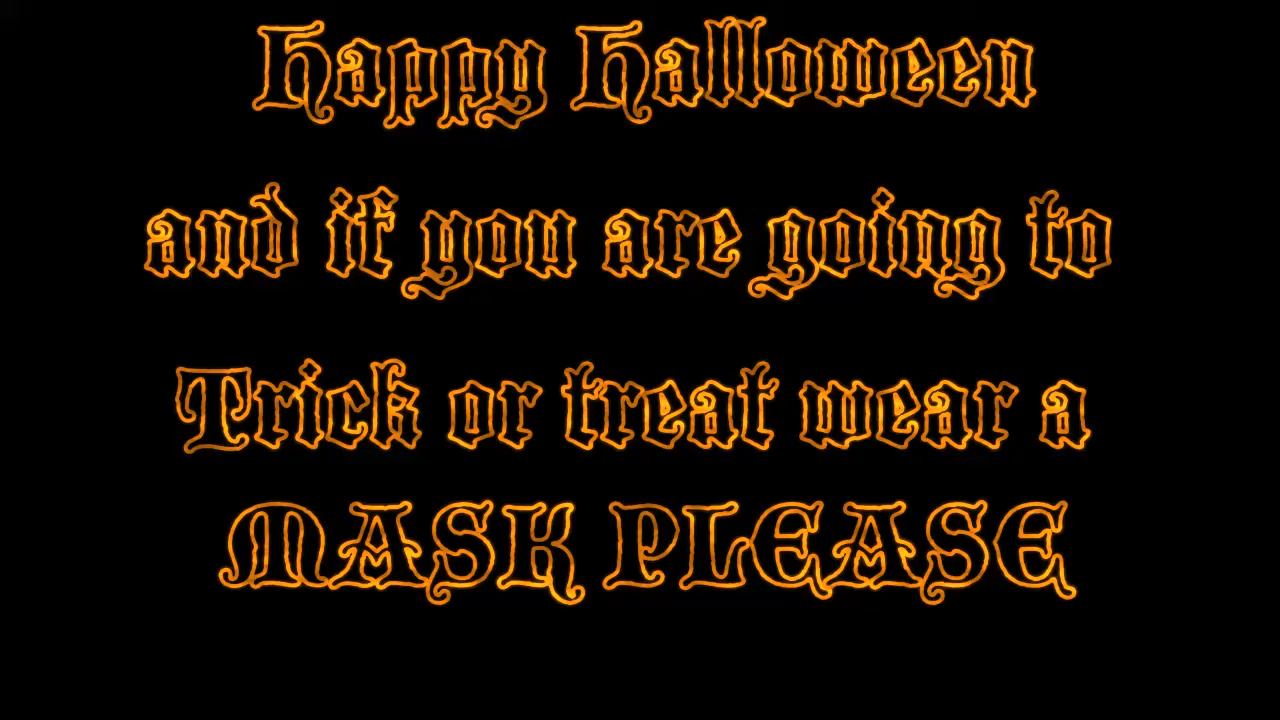 Happy Halloween
and if you are going to
Trick or treat wear a
MASK PLEASE